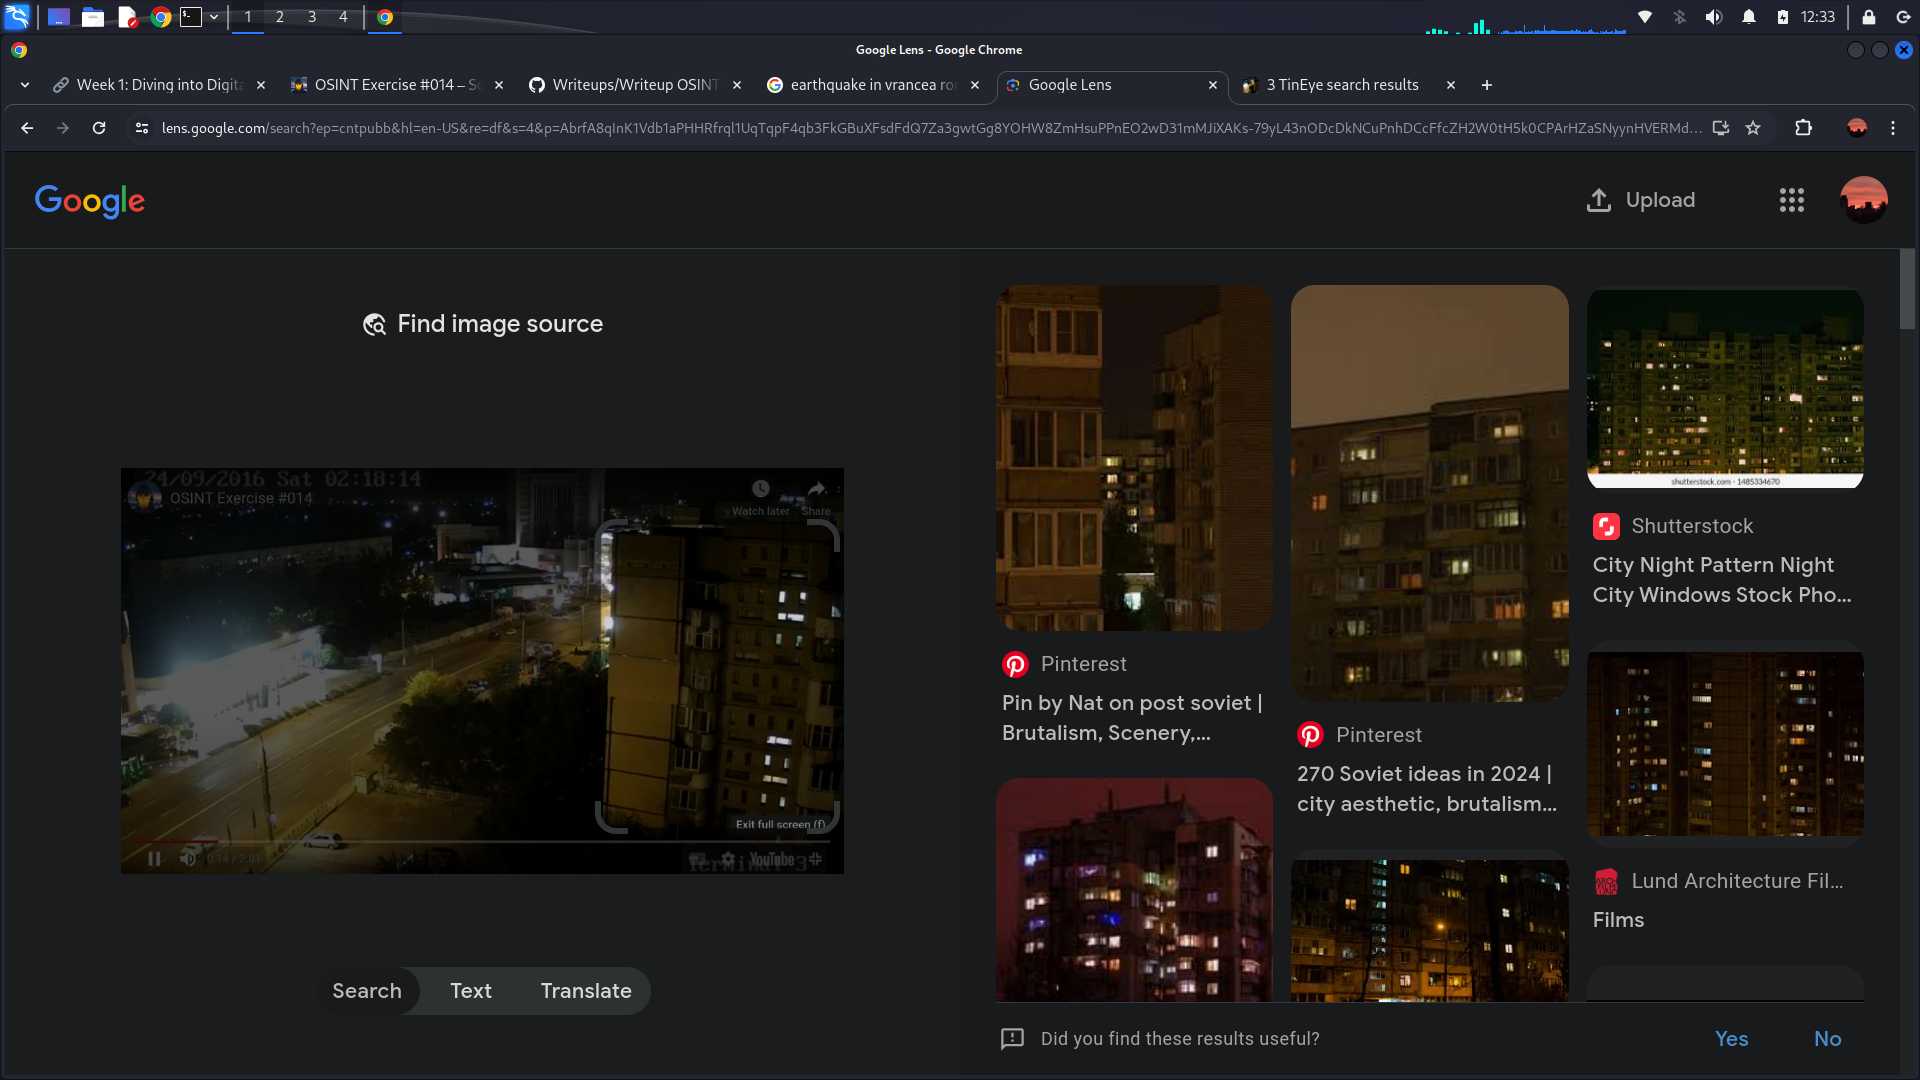 1 2 3 4
12:33
Google Lens - Google Chrome
Week 1: Diving into Digita
OSINT Exercise #014 – So
Writeups/Writeup OSINT
earthquake in vrancea ror
Google Lens
3 TinEye search results
lens.google.com/search?ep=cntpubb&hl=en-US&re=df&s=4&p=AbrfA8qInK1Vdb1aPHHRfrql1UqTqpF4qb3FkGBuXFsdFdQ7Za3gwtGg8YOHW8ZmHsuPPnEO2wD31mMJiXAKs-79yL43nODcDkNCuPnhDCcFfcZH2W0tH5k0CPArHZaSNyynHVERMd...
Google
Upload
Find image source
24/09/2016 Sat 02:18:14
OSINT Exercise #014
Watch later
Share
Exit full screen (f)
0:14 / 2:01
YouTube
Search
Text
Translate
Pinterest
Pin by Nat on post soviet |
Brutalism, Scenery,...
Pinterest
270 Soviet ideas in 2024 |
city aesthetic, brutalism...
shutterstock.com · 1485334670
Shutterstock
City Night Pattern Night
City Windows Stock Pho...
Lund Architecture Fil...
Films
Did you find these results useful?
Yes
No